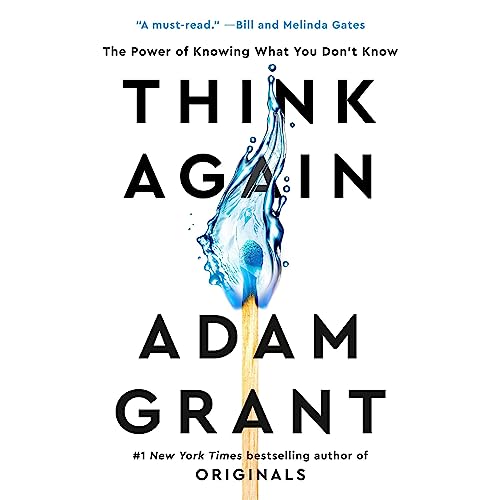 “A must-read.” —Bill and Melinda Gates
The Power of Knowing What You Don't Know
THINK
AGAIN
ADAM
GRANT
#1 New York Times bestselling author of
ORIGINALS